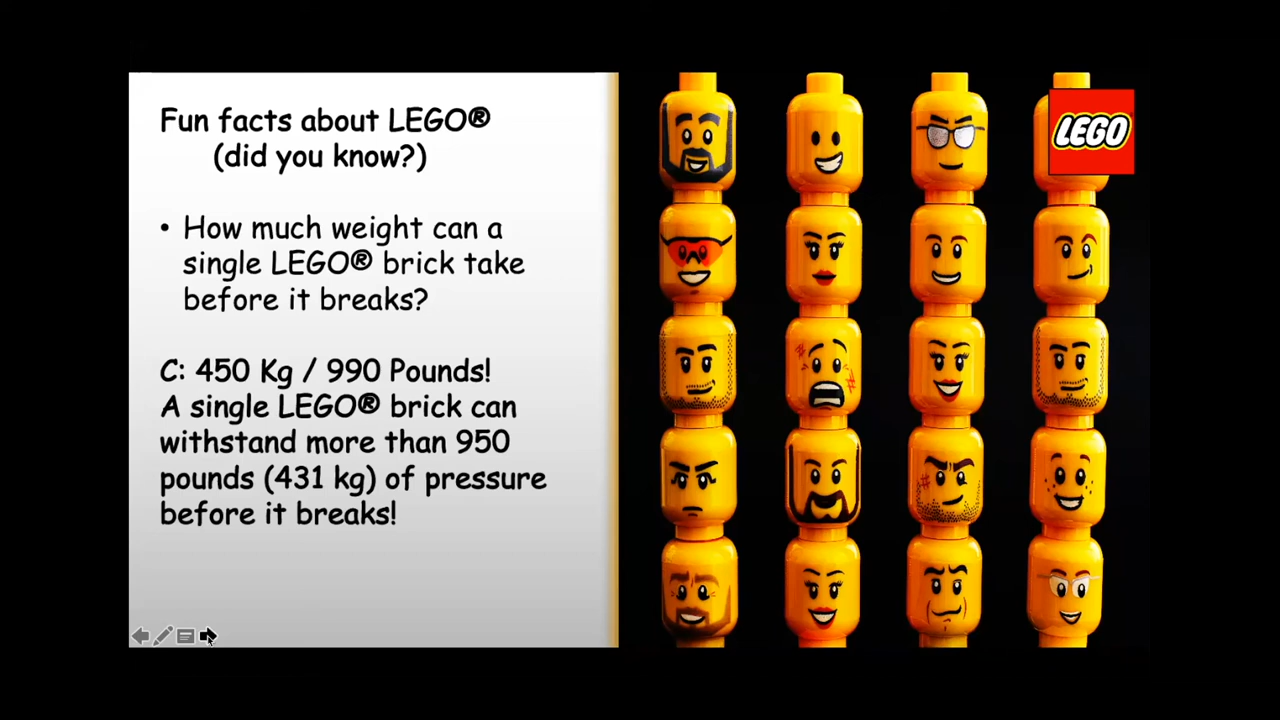 Fun facts about LEGO®
(did you know?)
• How much weight can a
single LEGO® brick take
before it breaks?
C: 450 Kg / 990 Pounds!
A single LEGO® brick can
withstand more than 950
pounds (431 kg) of pressure
before it breaks!
LEGO